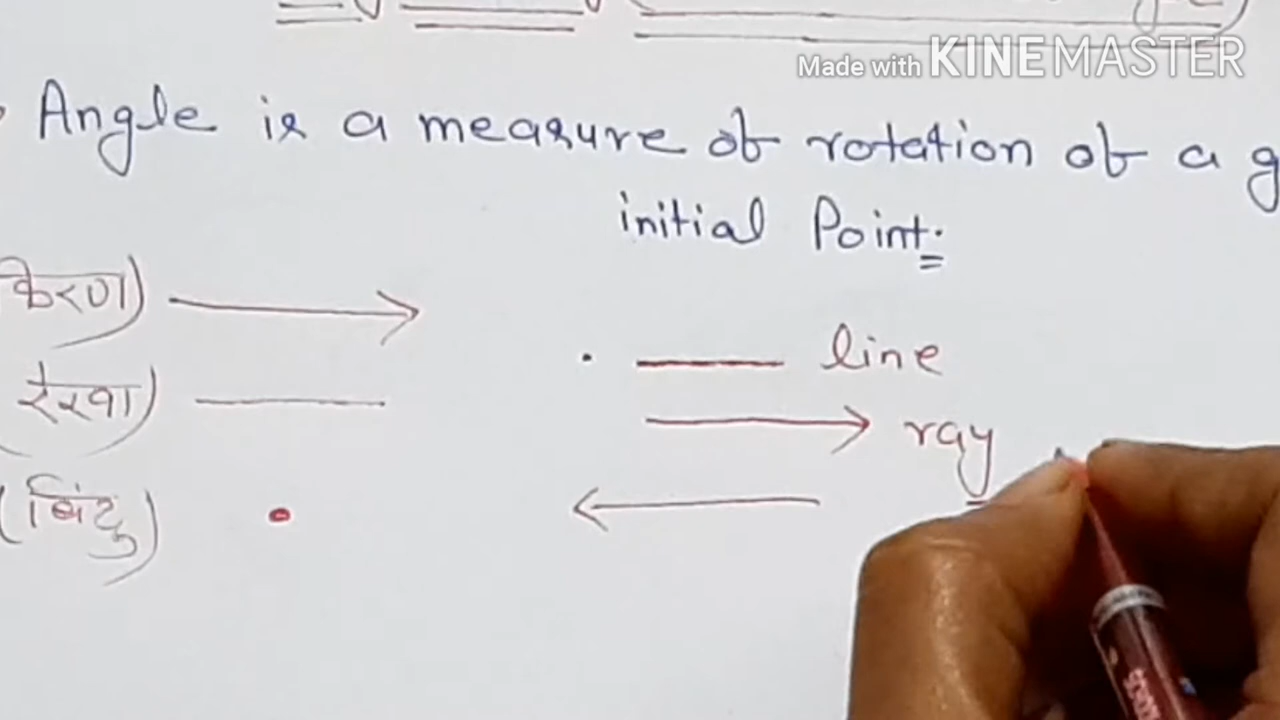 Made with KINEMASTER
Angle is a measure of rotation of a g
initial Point.
किरण)
line
रेखा)
ray
(बिंदु)